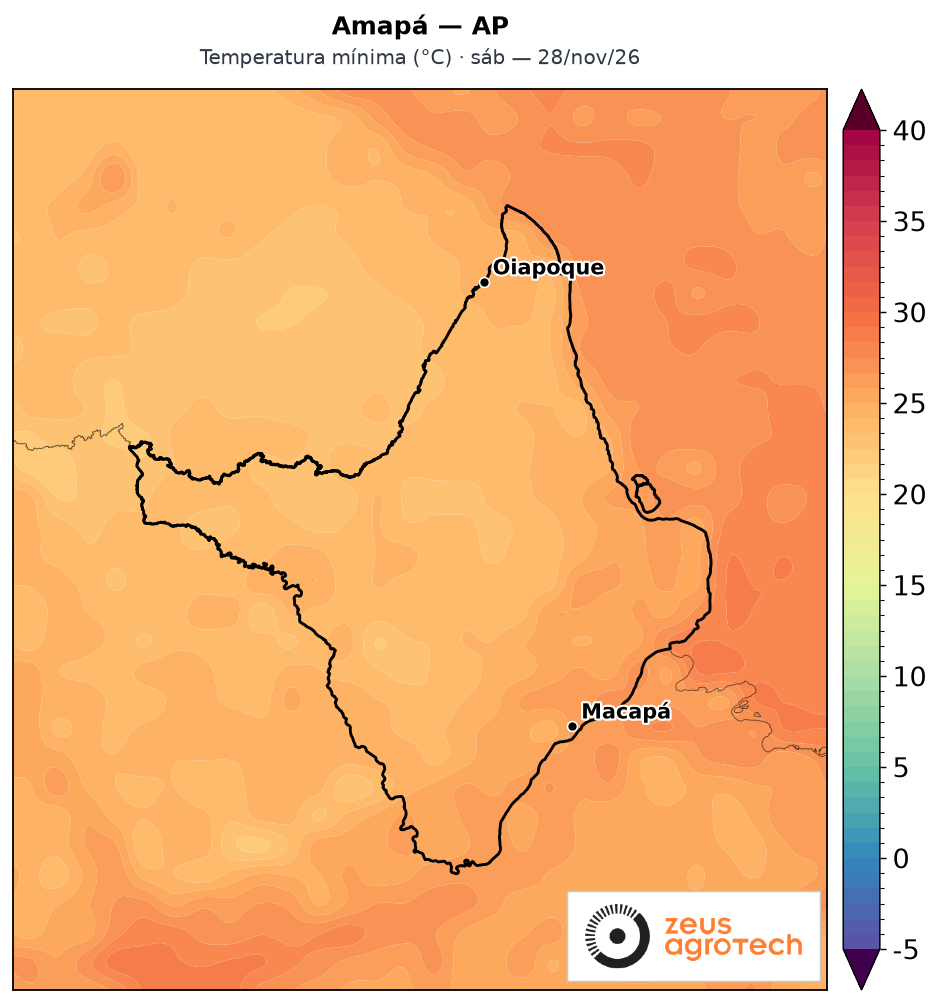 Amapá — AP
Temperatura mínima (°C) · sáb — 28/nov/26
Oiapoque
Macapá
40
35
30
25
20
15
10
5
0
-5
zeus
agrotech